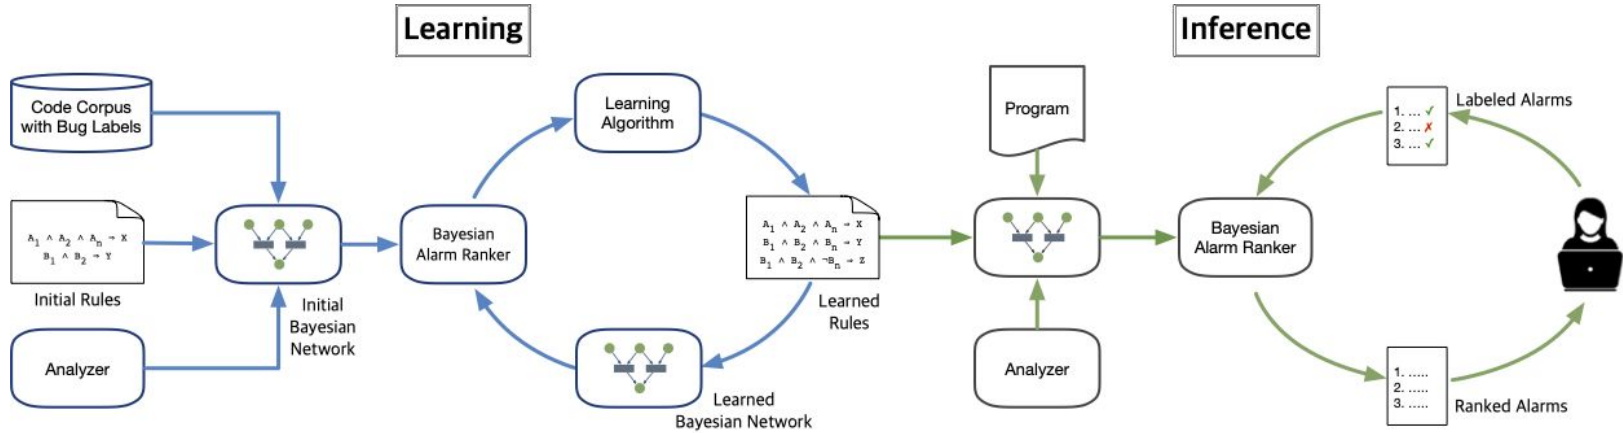 Learning
Inference
Code Corpus
with Bug Labels
Learning
Algorithm
Program
1. ... ✓
2. ... ✗
3. ... ✓
Labeled Alarms
A1 ∧ A2 ∧ An → X
B1 ∧ B2 → Y
Initial Rules
Initial
Bayesian
Network
Bayesian
Alarm Ranker
A1 ∧ A2 ∧ An → X
B1 ∧ B2 ∧ Bn → Y
B1 ∧ B2 ∧ ¬Bn → Z
Learned
Rules
Bayesian
Alarm Ranker
Analyzer
Learned
Bayesian Network
Analyzer
1. .....
2. .....
3. .....
Ranked Alarms